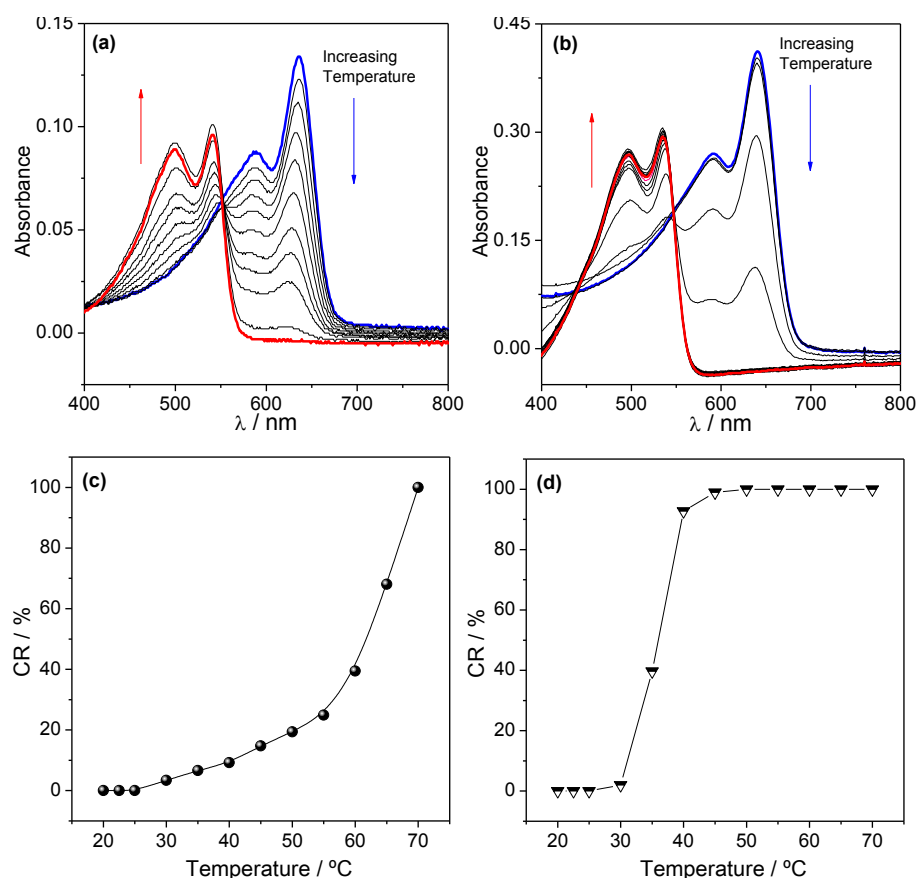 (a)
Increasing
Temperature
0.15
0.10
0.05
0.00
Absorbance
400 500 600 700 800
λ / nm
(b)
Increasing
Temperature
0.45
0.30
0.15
0.00
Absorbance
400 500 600 700 800
λ / nm
(c)
100
80
60
40
20
0
CR / %
20 30 40 50 60 70
Temperature / ºC
(d)
100
80
60
40
20
0
CR / %
20 30 40 50 60 70
Temperature / ºC